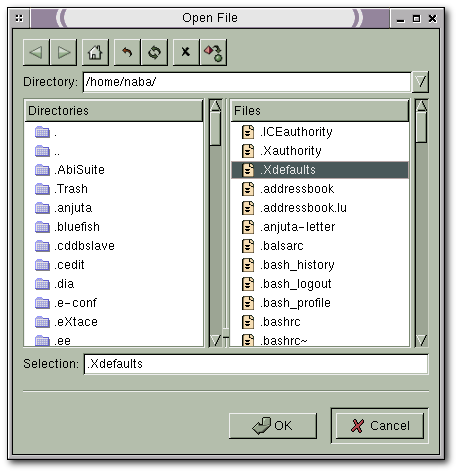 Open File
Directory: /home/naba/
Directories
.
..
.AbiSuite
.Trash
.anjuta
.bluefish
.cddbslave
.cedit
.dia
.e-conf
.eXtace
.ee
Files
.ICEauthority
.Xauthority
.Xdefaults
.addressbook
.addressbook.lu
.anjuta-letter
.balsarc
.bash_history
.bash_logout
.bash_profile
.bashrc
.bashrc~
Selection: .Xdefaults
OK
Cancel